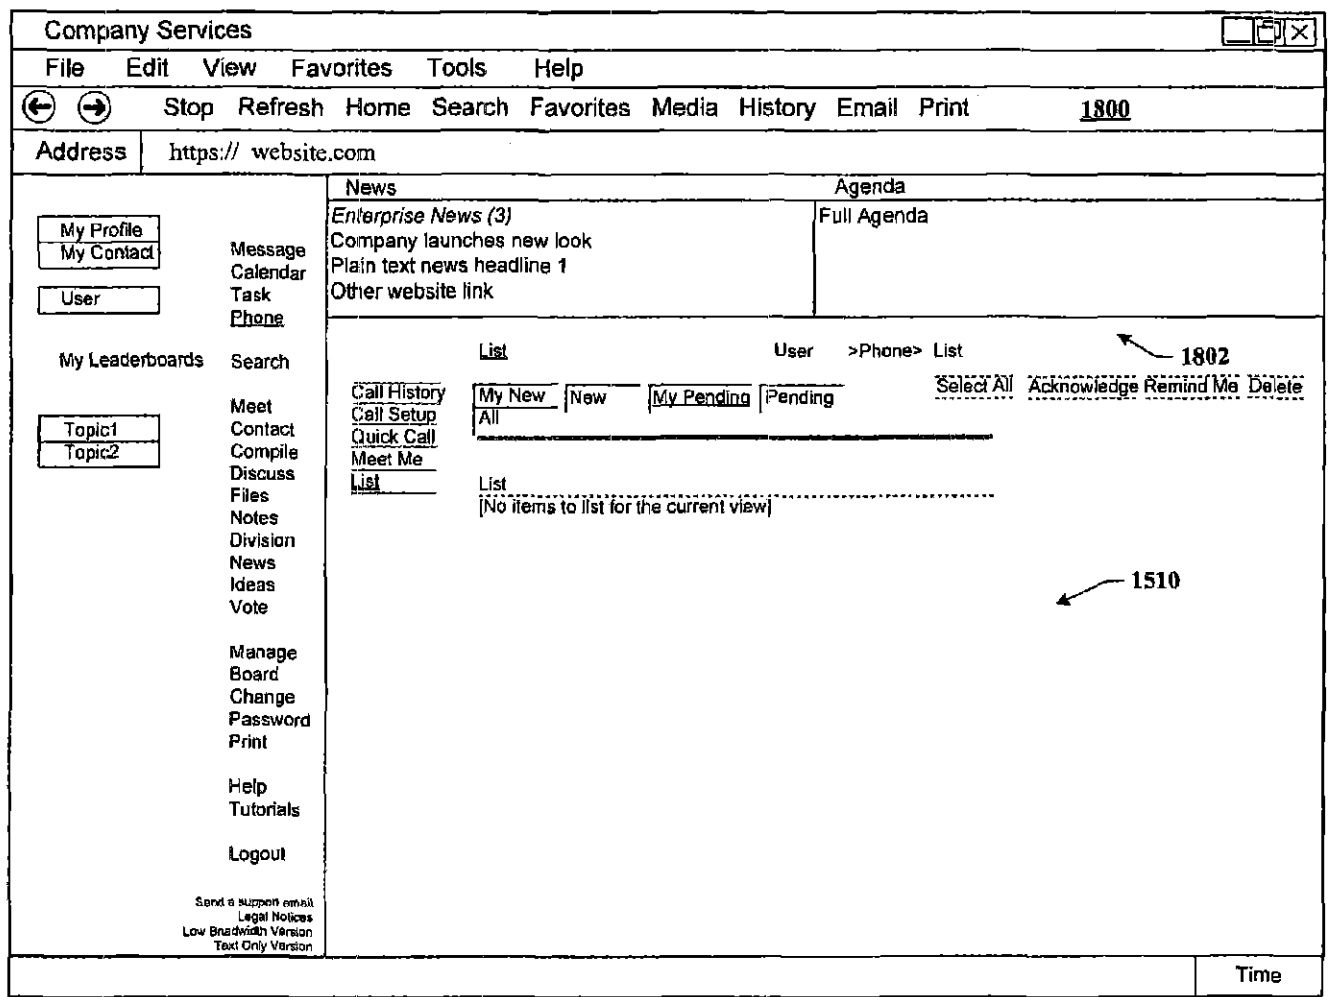 Company Services
File Edit View Favorites Tools Help
Stop Refresh Home Search Favorites Media History Email Print 1800
Address https:// website.com
My Profile
My Contact
User
My Leaderboards
Topic1
Topic2
Message
Calendar
Task
Phone
Search
Meet
Contact
Compile
Discuss
Files
Notes
Division
News
Ideas
Vote
Manage
Board
Change
Password
Print
Help
Tutorials
Logout
Send a support email
Legal Notices
Low Bnadwidth Version
Text Only Version
News Agenda
Enterprise News (3)
Company launches new look
Plain text news headline 1
Other website link
Full Agenda
List User >Phone> List
1802
Select All Acknowledge Remind Me Delete
Call History
Call Setup
Quick Call
Meet Me
List
My New New My Pending Pending
All
List
[No items to list for the current view]
1510
Time